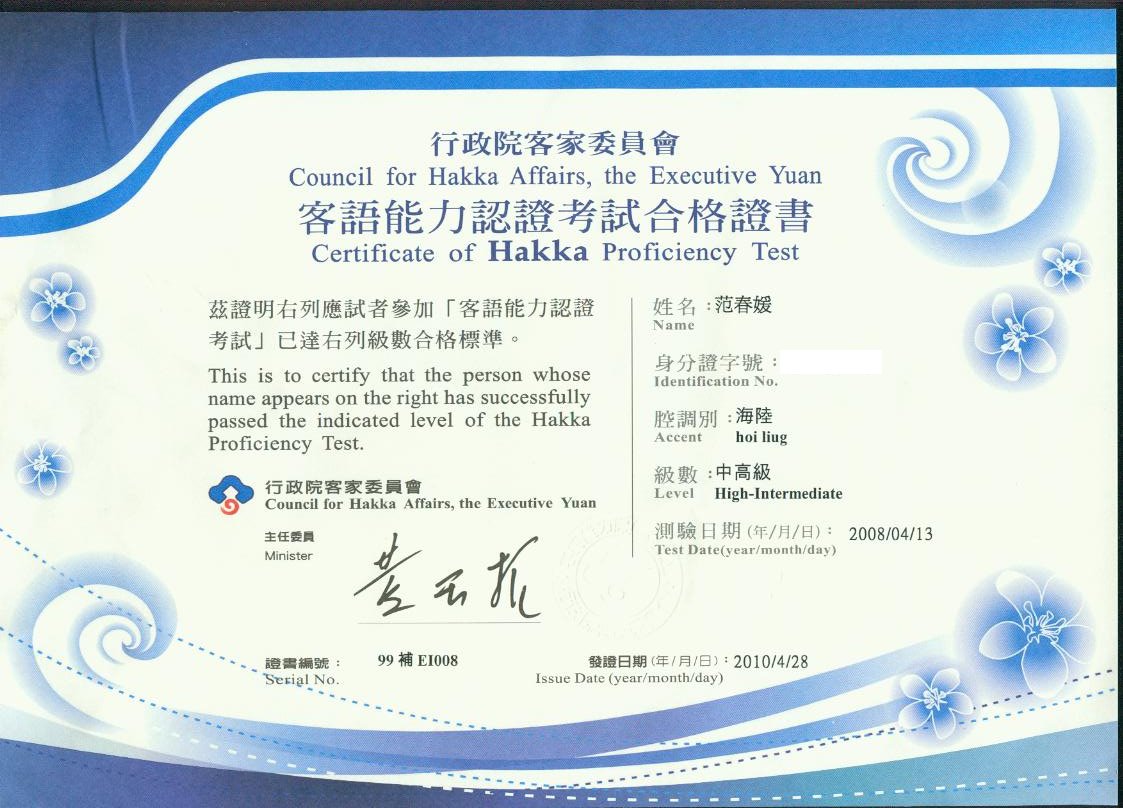 行政院客家委員會
Council for Hakka Affairs, the Executive Yuan
客語能力認證考試合格證書
Certificate of Hakka Proficiency Test
茲證明右列應試者參加「客語能力認證
考試」已達右列級數合格標準。
This is to certify that the person whose
name appears on the right has successfully
passed the indicated level of the Hakka
Proficiency Test.
行政院客家委員會
Council for Hakka Affairs, the Executive Yuan
主任委員
Minister
姓名：范春媛
Name
身分證字號：
Identification No.
腔調別：海陸
Accent hoi liug
級數：中高級
Level High-Intermediate
測驗日期(年/月/日)： 2008/04/13
Test Date(year/month/day)
證書編號： 99 補 EI008
Serial No.
發證日期(年/月/日)：2010/4/28
Issue Date (year/month/day)